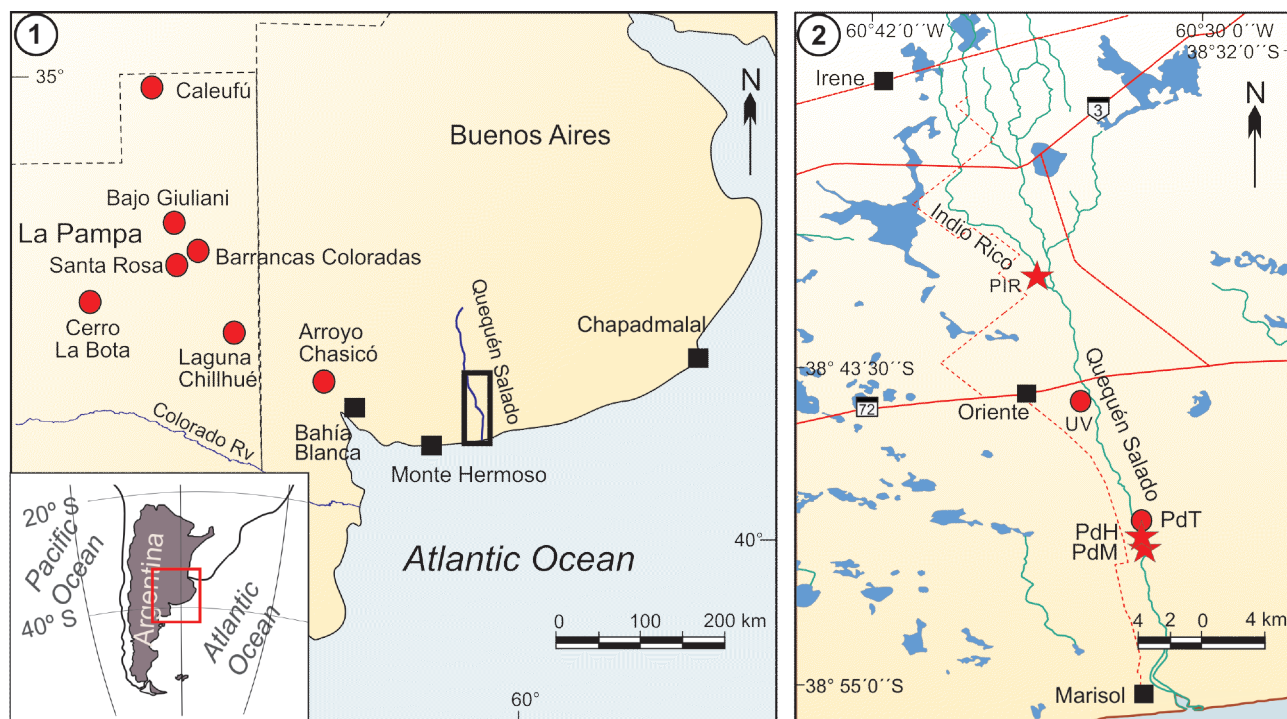 1
35°
Caleufú
N
Buenos Aires
Bajo Giuliani
La Pampa
Santa Rosa
Barrancas Coloradas
Cerro
La Bota
Laguna
Chillhué
Arroyo
Chasicó
Quequén Salado
Chapadmalal
Colorado Rv
Bahía
Blanca
Monte Hermoso
Atlantic Ocean
40°
0 100 200 km
60°
20º S
Pacific
Ocean
40º S
Argentina
Atlantic
Ocean
2
60°42´0´´W
60°30´0´´W
38°32´0´´S
Irene
3
N
Indio Rico
PIR
38° 43´30´´S
Oriente
72
UV
Quequén Salado
PdT
PdH
PdM
4 2 0 4 km
38° 55´0´´S
Marisol